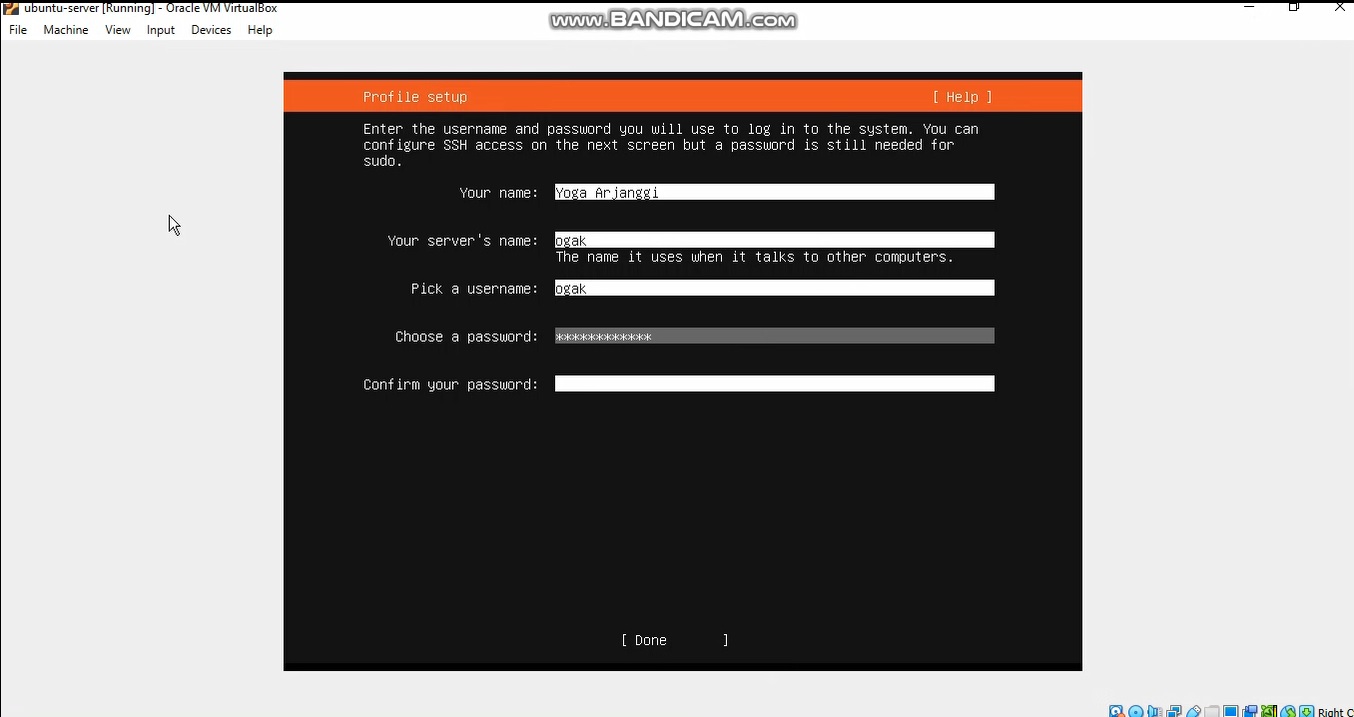 ubuntu-server [Running] - Oracle VM VirtualBox
www.BANDICAM.com
File Machine View Input Devices Help
Profile setup [ Help ]
Enter the username and password you will use to log in to the system. You can
configure SSH access on the next screen but a password is still needed for
sudo.
Your name: Yoga Arjanggi
Your server's name: ogak
The name it uses when it talks to other computers.
Pick a username: ogak
Choose a password: ************
Confirm your password:
[ Done ]
Right C